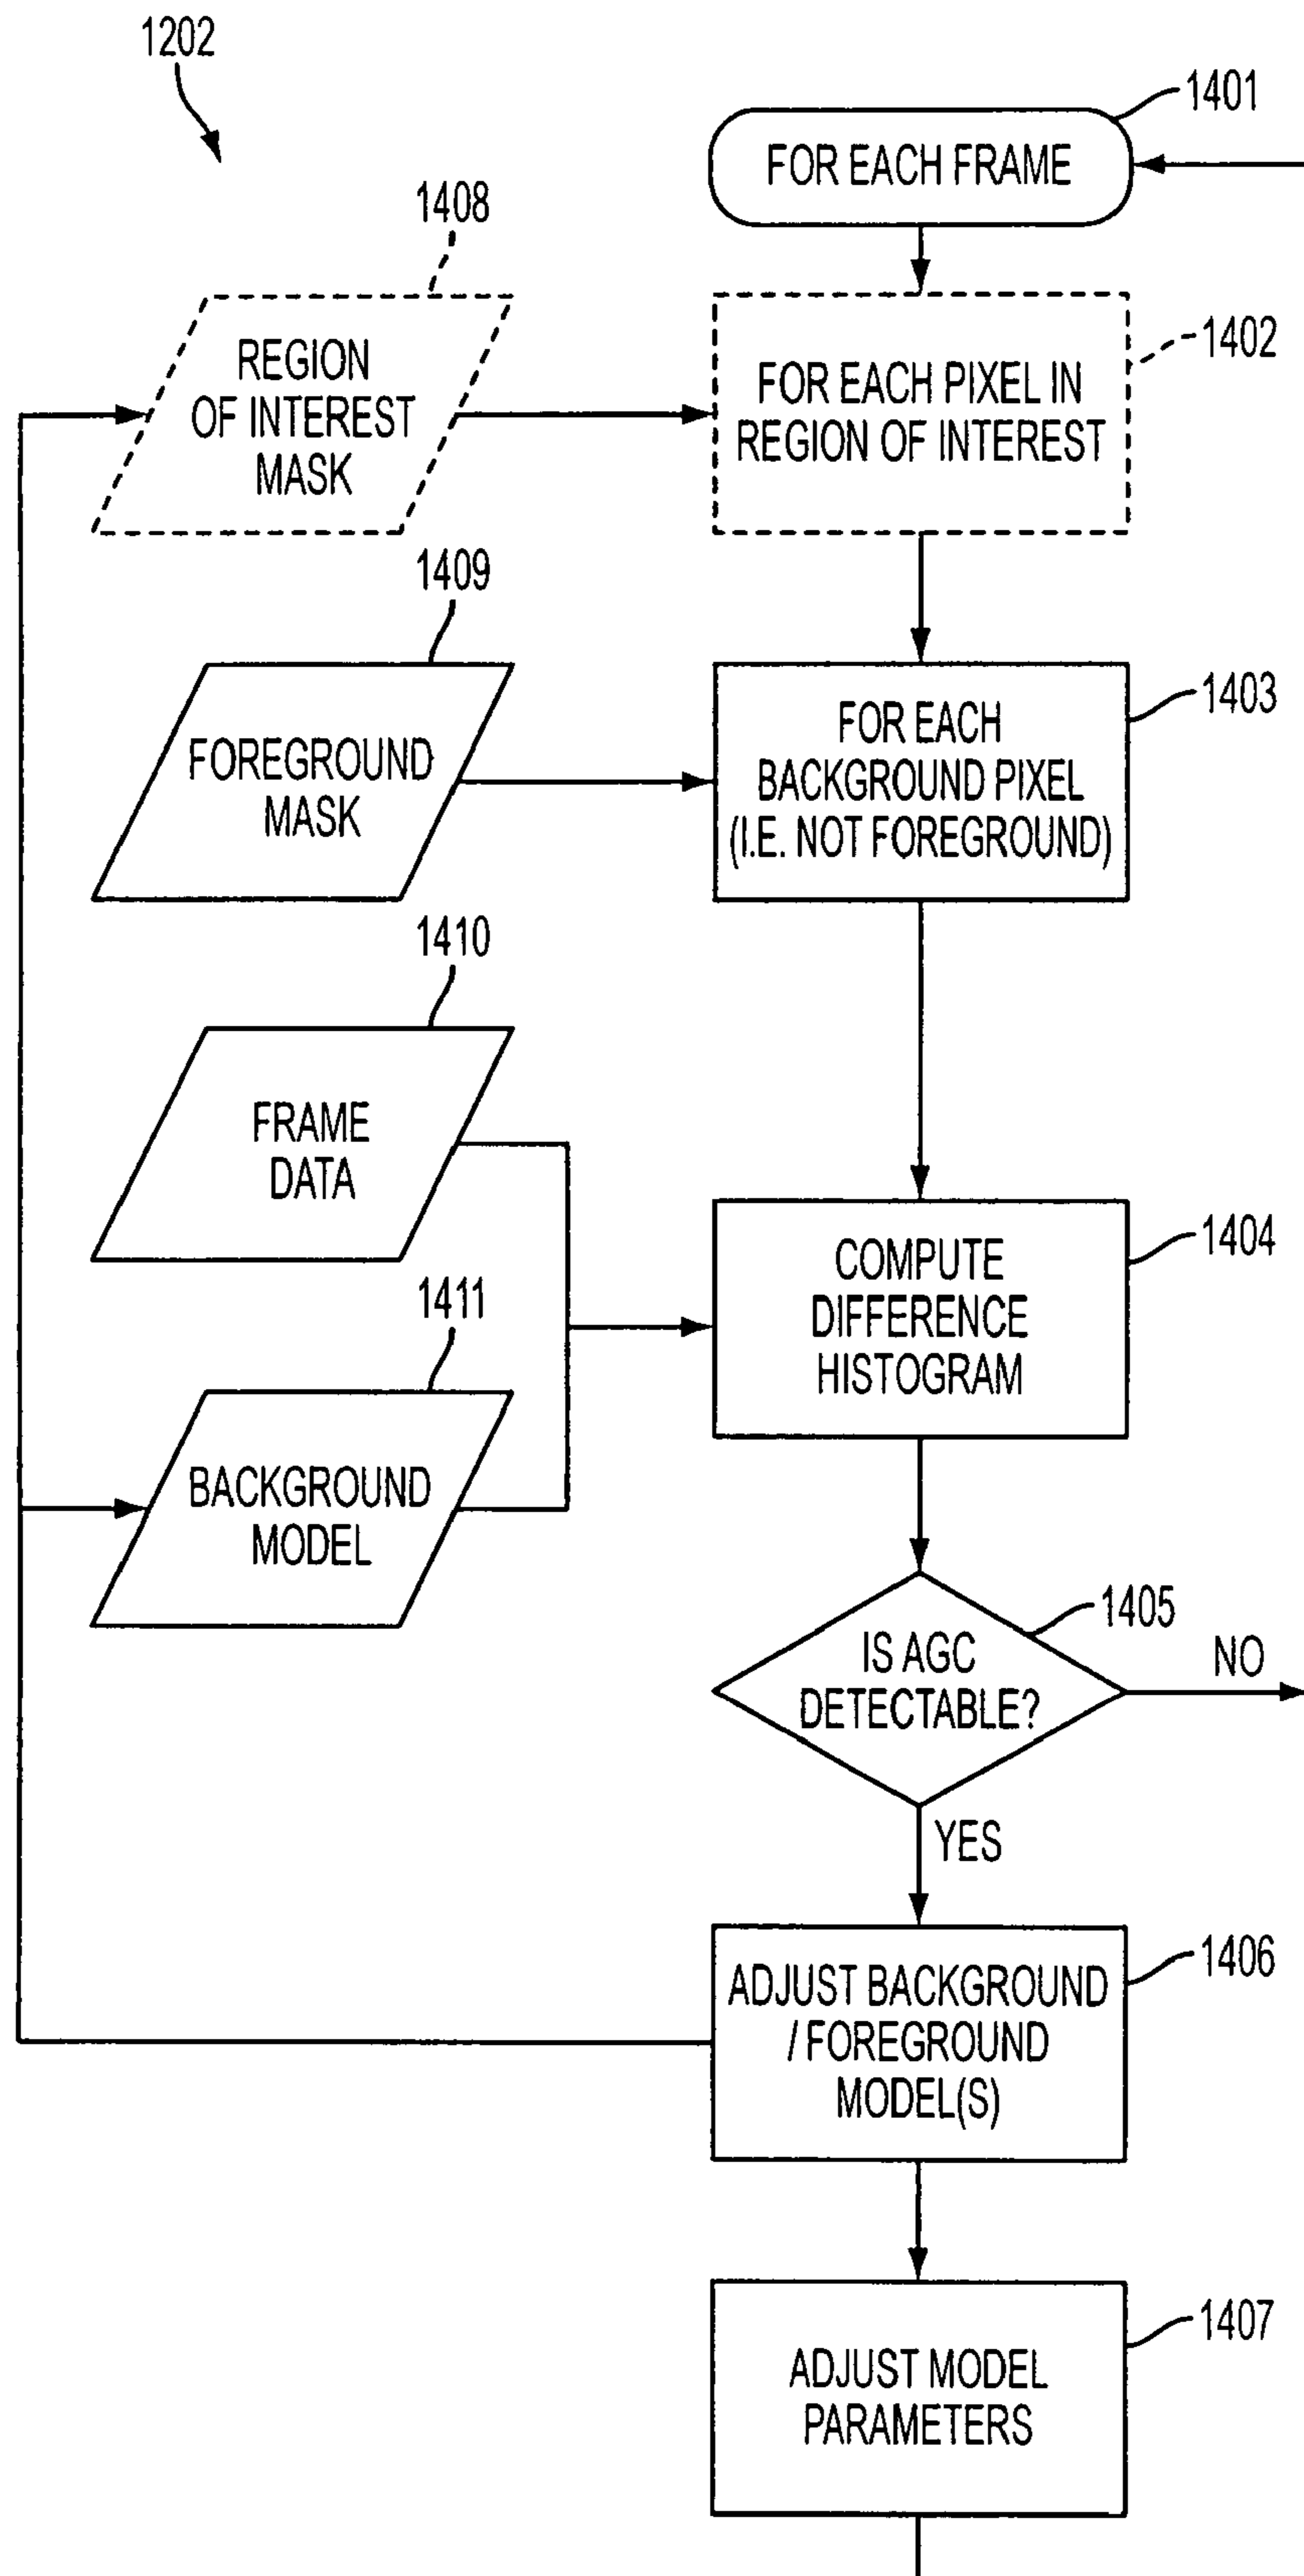 1202
1401
FOR EACH FRAME
1408
REGION
OF INTEREST
MASK
1402
FOR EACH PIXEL IN
REGION OF INTEREST
1409
FOREGROUND
MASK
1403
FOR EACH
BACKGROUND PIXEL
(I.E. NOT FOREGROUND)
1410
FRAME
DATA
1404
COMPUTE
DIFFERENCE
HISTOGRAM
1411
BACKGROUND
MODEL
1405
IS AGC
DETECTABLE?
NO
YES
1406
ADJUST BACKGROUND
/ FOREGROUND
MODEL(S)
1407
ADJUST MODEL
PARAMETERS